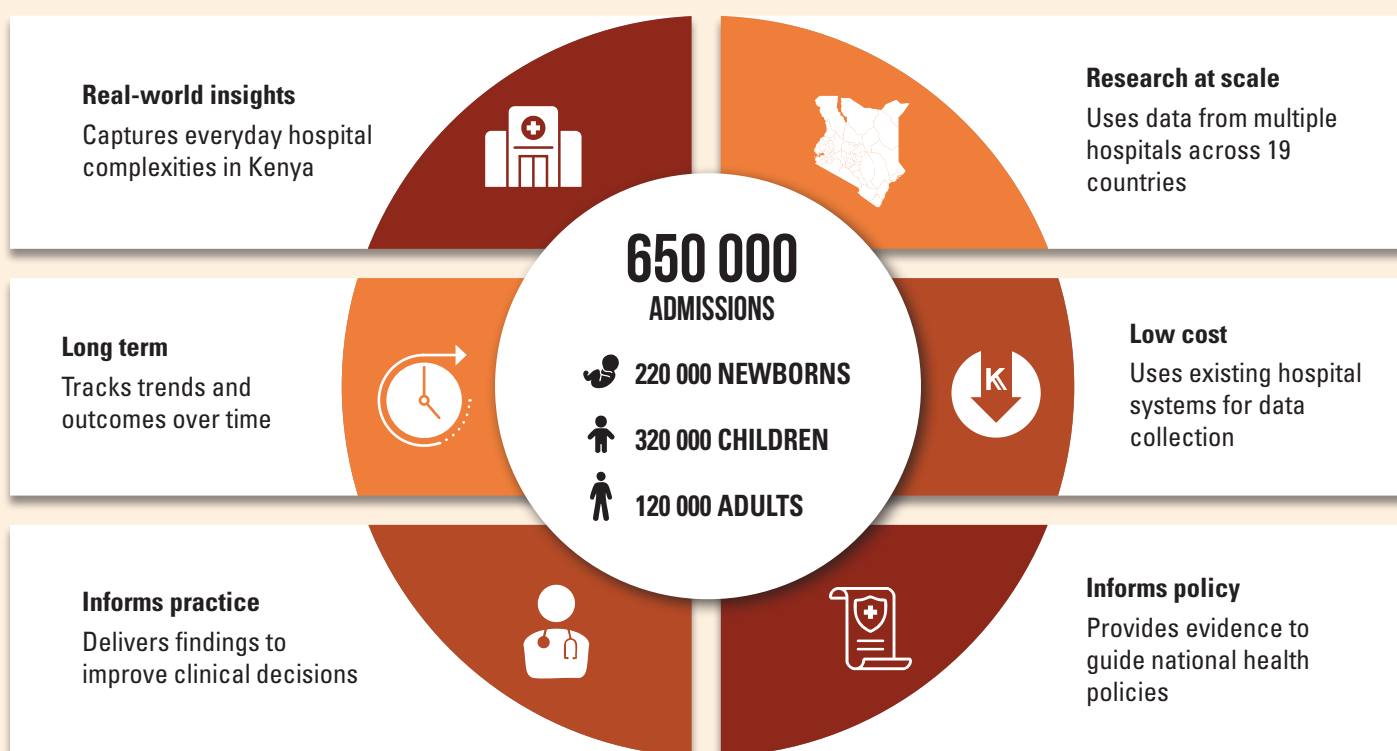 Real-world insights
Captures everyday hospital
complexities in Kenya
Research at scale
Uses data from multiple
hospitals across 19
countries
650 000
ADMISSIONS
220 000 NEWBORNS
320 000 CHILDREN
120 000 ADULTS
Long term
Tracks trends and
outcomes over time
K
Low cost
Uses existing hospital
systems for data
collection
Informs practice
Delivers findings to
improve clinical decisions
Informs policy
Provides evidence to
guide national health
policies